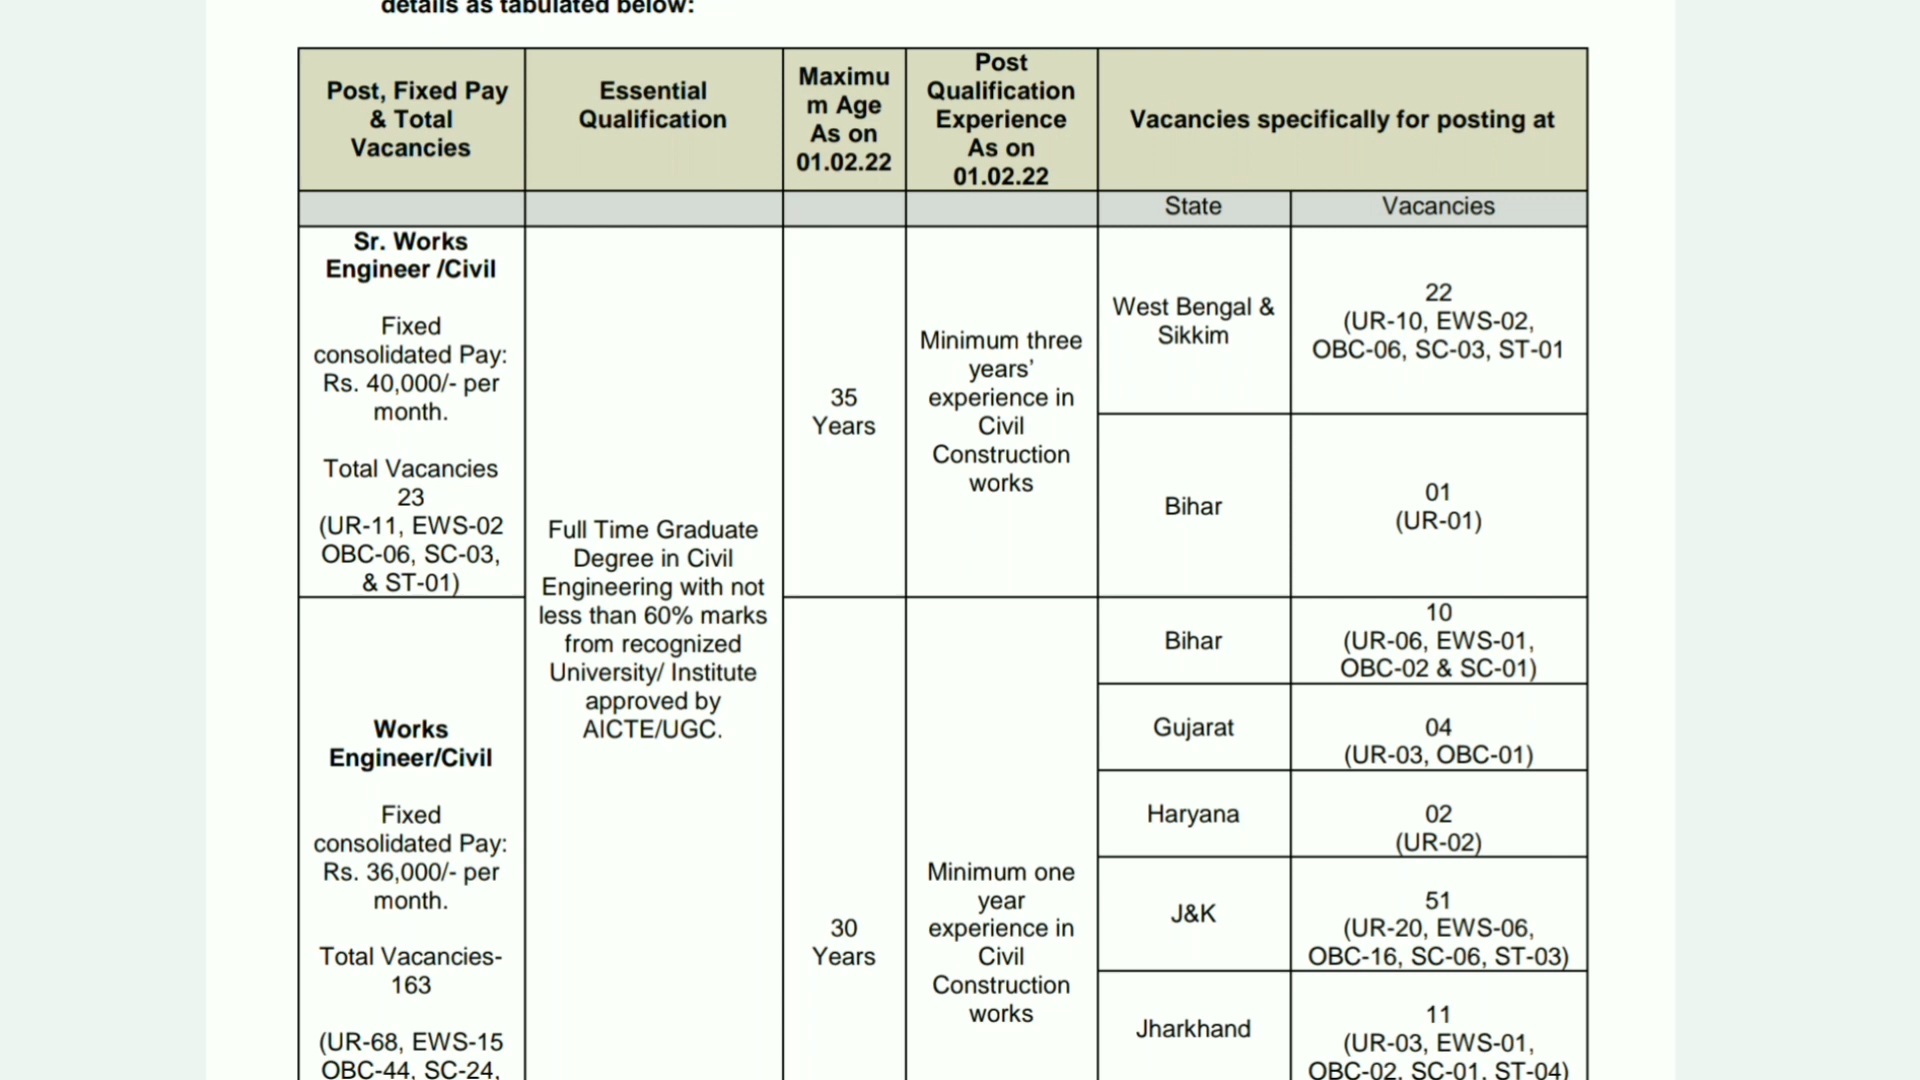 details as tabulated below:
Post, Fixed Pay
& Total
Vacancies
Essential
Qualification
Maximu
m Age
As on
01.02.22
Post
Qualification
Experience
As on
01.02.22
Vacancies specifically for posting at
State
Vacancies
Sr. Works
Engineer /Civil
Fixed
consolidated Pay:
Rs. 40,000/- per
month.
Total Vacancies
23
(UR-11, EWS-02
OBC-06, SC-03,
& ST-01)
Full Time Graduate
Degree in Civil
Engineering with not
less than 60% marks
from recognized
University/ Institute
approved by
AICTE/UGC.
35
Years
Minimum three
years’
experience in
Civil
Construction
works
West Bengal &
Sikkim
22
(UR-10, EWS-02,
OBC-06, SC-03, ST-01
Bihar
01
(UR-01)
Works
Engineer/Civil
Fixed
consolidated Pay:
Rs. 36,000/- per
month.
Total Vacancies-
163
(UR-68, EWS-15
OBC-44, SC-24,
30
Years
Minimum one
year
experience in
Civil
Construction
works
Bihar
10
(UR-06, EWS-01,
OBC-02 & SC-01)
Gujarat
04
(UR-03, OBC-01)
Haryana
02
(UR-02)
J&K
51
(UR-20, EWS-06,
OBC-16, SC-06, ST-03)
Jharkhand
11
(UR-03, EWS-01,
OBC-02, SC-01, ST-04)